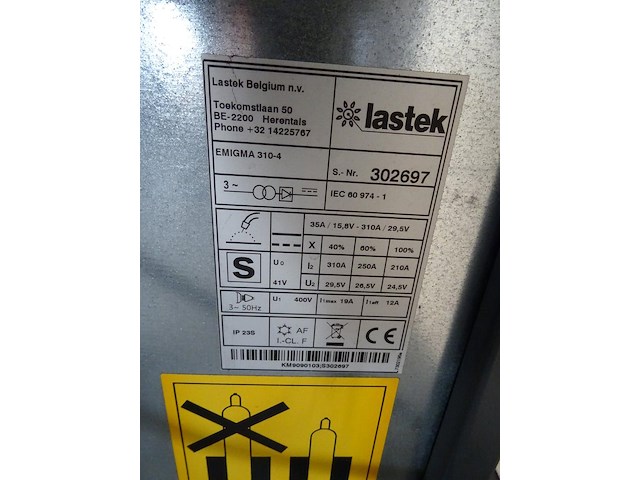 Lastek Belgium n.v.
Toekomstlaan 50
BE-2200 Herentals
Phone +32 14225767
lastek
EMIGMA 310-4
S.- Nr. 302697
3~
IEC 60 974 - 1
35A / 15,8V - 310A / 29,5V
X 40% 60% 100%
S
U0 I2 310A 250A 210A
41V U2 29,5V 26,5V 24,5V
3~ 50Hz
U1 400V I1max 19A I1eff 12A
IP 23S
AF
I.-CL. F
CE
KM9090103;S302697